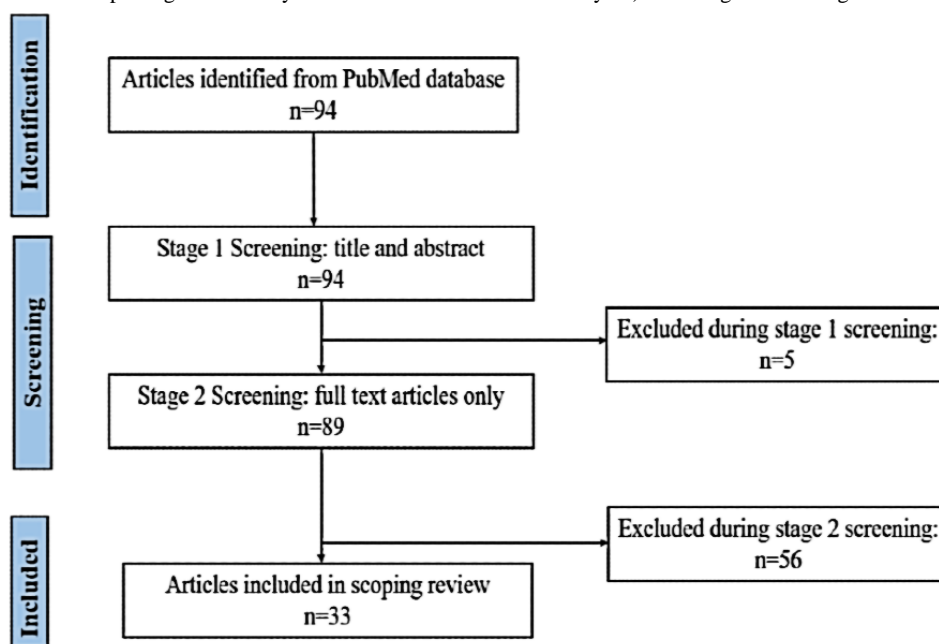 Identification
Articles identified from PubMed database
n=94
Screening
Stage 1 Screening: title and abstract
n=94
Excluded during stage 1 screening:
n=5
Stage 2 Screening: full text articles only
n=89
Included
Excluded during stage 2 screening:
n=56
Articles included in scoping review
n=33